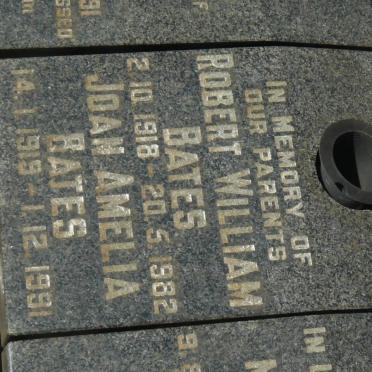 IN MEMORY OF
OUR PARENTS
ROBERT WILLIAM
BATES
2. 10. 1918 - 20. 5. 1982
JOAN AMELIA
BATES
14. 1. 1919 - 1. 12. 1991
IN